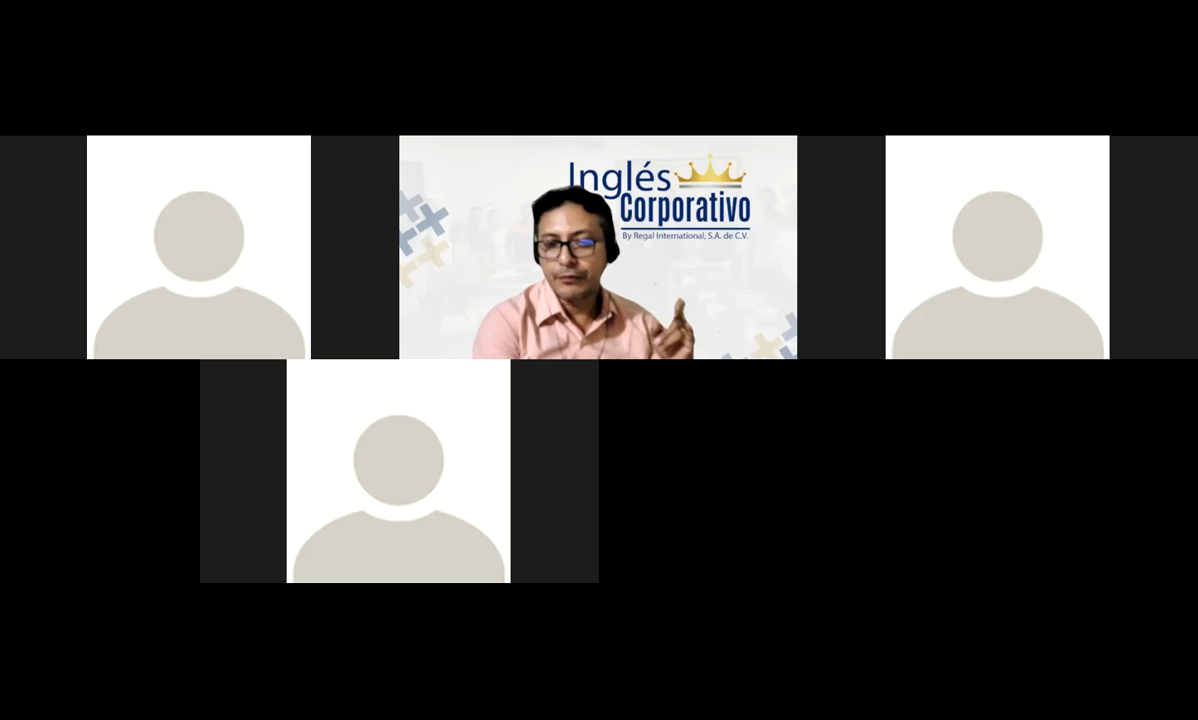 Inglés
Corporativo
By Regal International, S.A. de C.V.